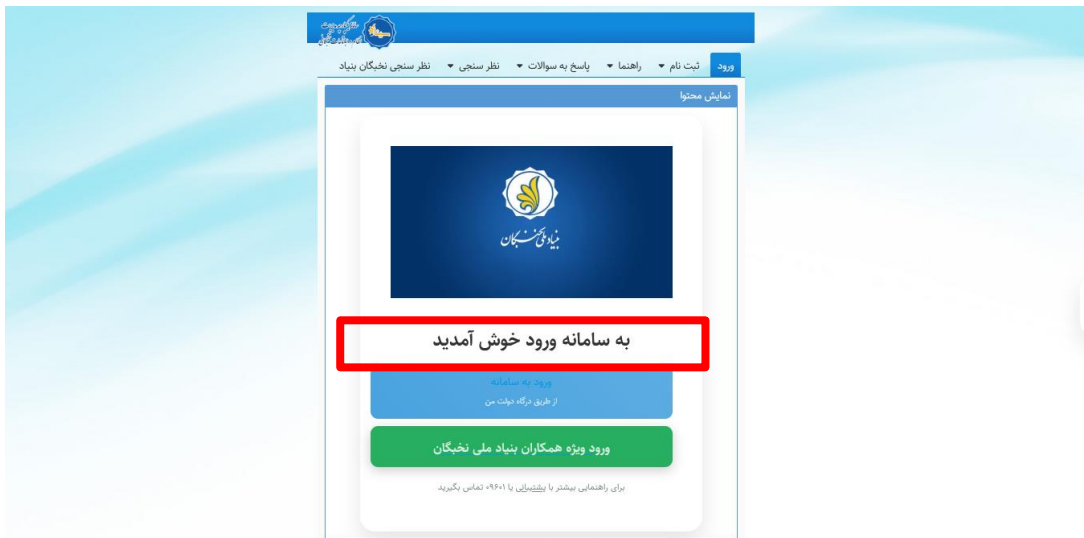 سینا
ورود
ثبت نام
راهنما
پاسخ به سوالات
نظر سنجی
نظر سنجی نخبگان بنیاد
نمایش محتوا
بنیاد ملی نخبگان
به سامانه ورود خوش آمدید
ورود به سامانه
از طریق درگاه دولت من
ورود ویژه همکاران بنیاد ملی نخبگان
برای راهنمایی بیشتر با پشتیبانی یا ۰۹۶۰۱ تماس بگیرید